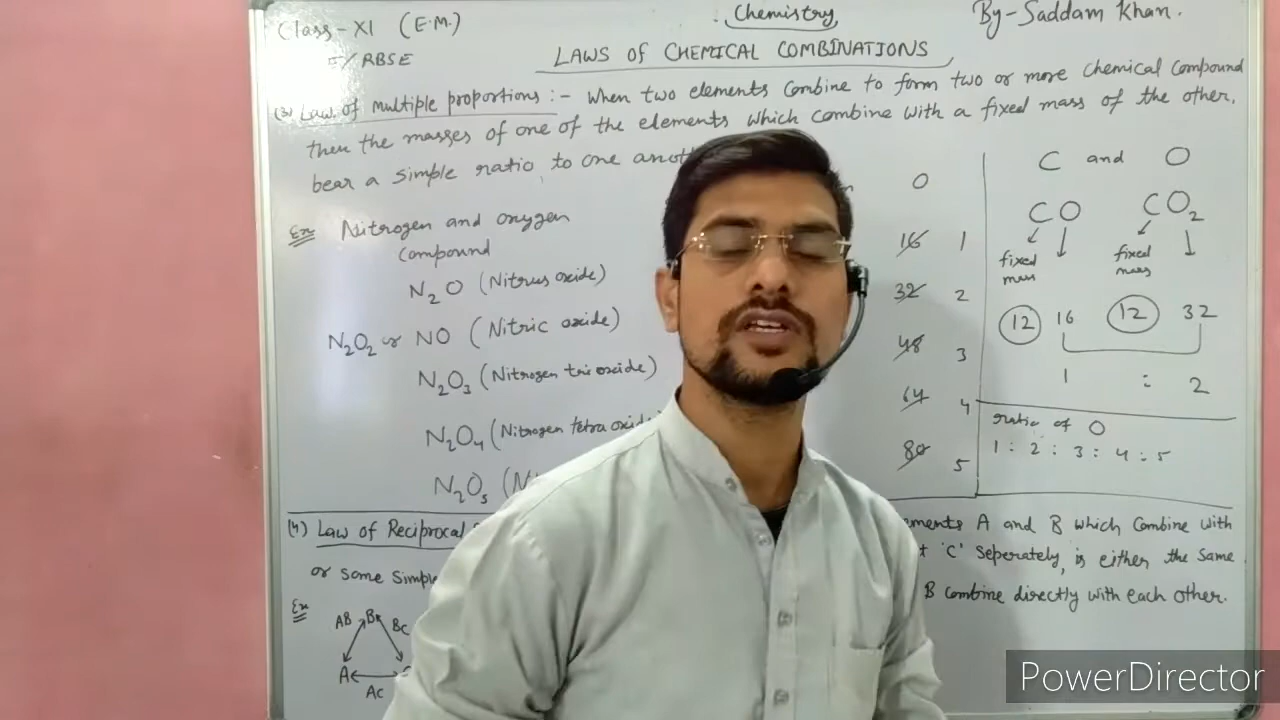 Class-XI (E.M.)
Chemistry
By-Saddam Khan.
RBSE
LAWS OF CHEMICAL COMBINATIONS
(3) Law of multiple proportions :- When two elements combine to form two or more chemical compound
then the masses of one of the elements which combine with a fixed mass of the other,
bear a simple ratio to one
Ex Nitrogen and oxygen
compound
N2O (Nitrus oxide)
N2O2 or NO (Nitric oxide)
N2O3 (Nitrogen trioxide)
N2O4 (Nitrogen tetra
N2O5
O
16 1
32 2
48 3
64 4
80 5
C and O
CO CO2
fixed mass fixed mass
12 16 12 32
1 : 2
ratio of O
1 : 2 : 3 : 4 : 5
(4) Law of Reciprocal
A and B which combine with
'C' seperately, is either the same
or some
B combine directly with each other.
Ex
AB B BC
A
AC
PowerDirector